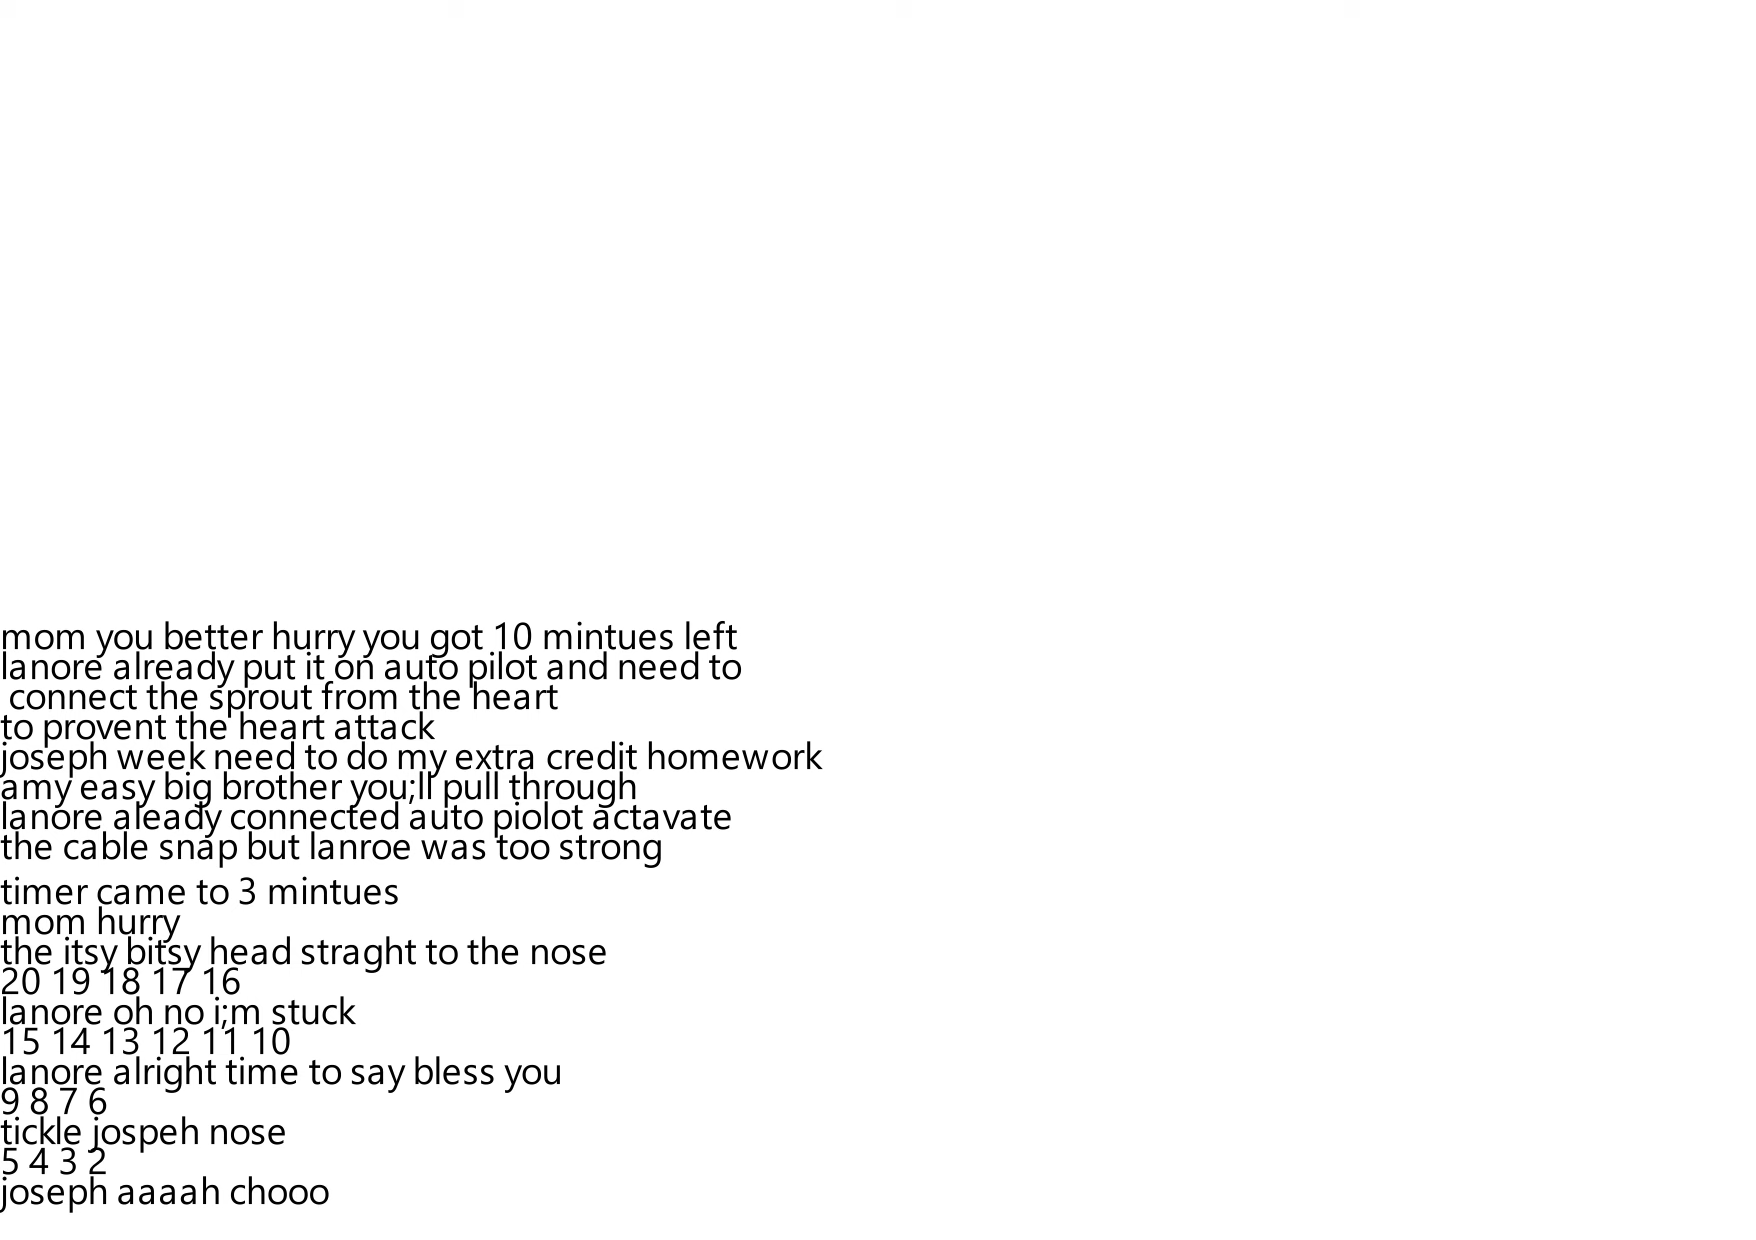 mom you better hurry you got 10 mintues left
lanore already put it on auto pilot and need to
connect the sprout from the heart
to provent the heart attack
joseph week need to do my extra credit homework
amy easy big brother you;ll pull through
lanore aleady connected auto piolot actavate
the cable snap but lanroe was too strong
timer came to 3 mintues
mom hurry
the itsy bitsy head straght to the nose
20 19 18 17 16
lanore oh no i;m stuck
15 14 13 12 11 10
lanore alright time to say bless you
9 8 7 6
tickle jospeh nose
5 4 3 2
joseph aaaah chooo